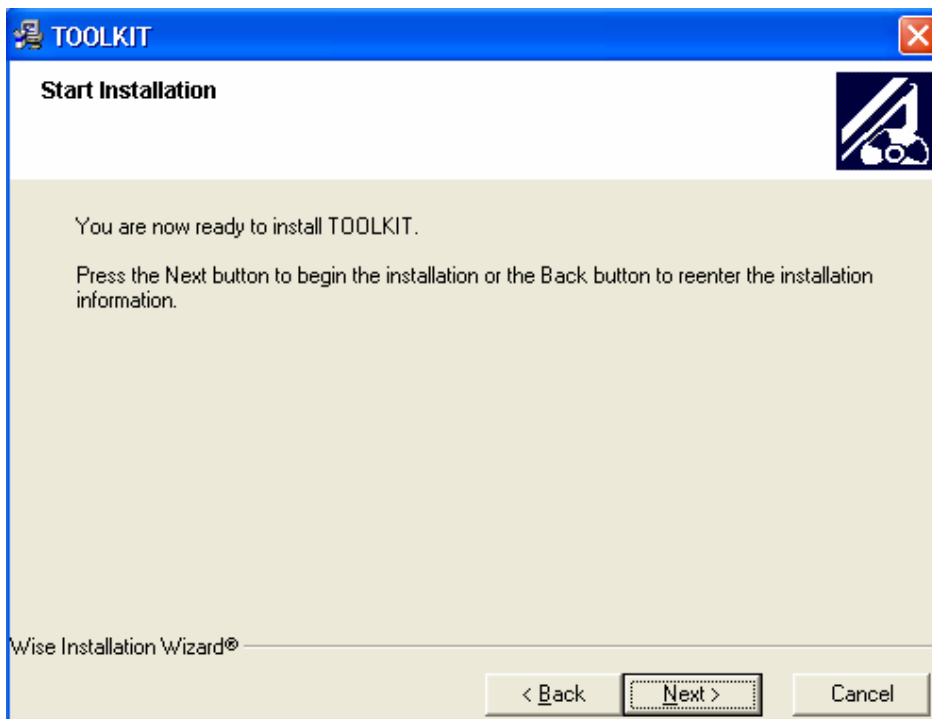 TOOLKIT
Start Installation
You are now ready to install TOOLKIT.
Press the Next button to begin the installation or the Back button to reenter the installation
information.
Wise Installation Wizard®
< Back
Next >
Cancel